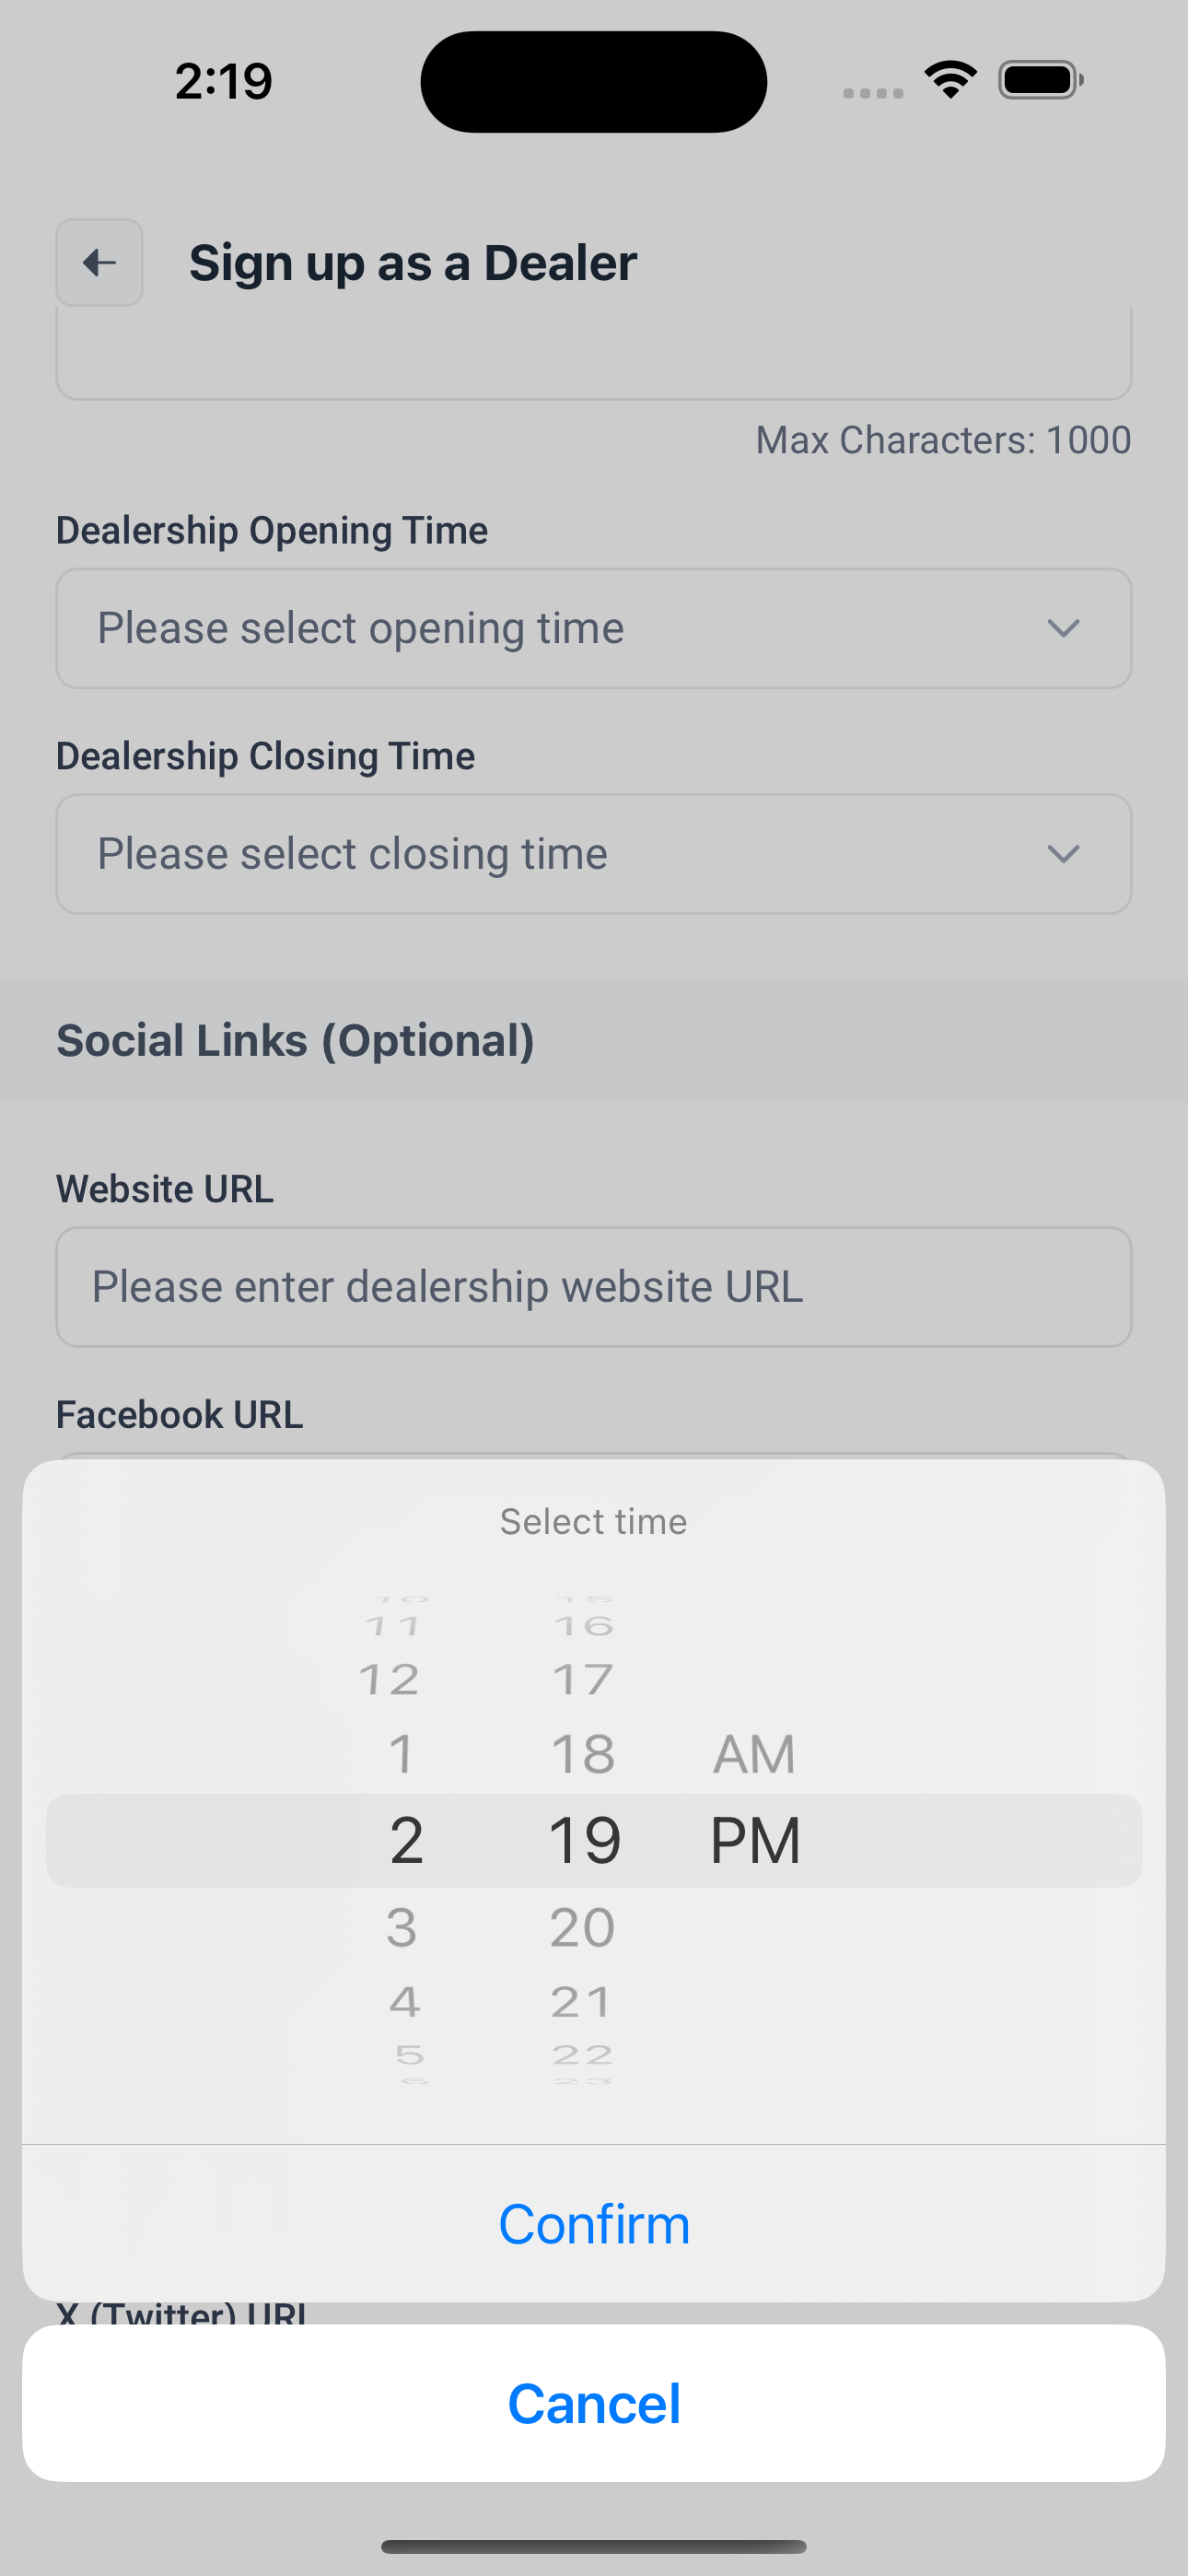 2:19
Sign up as a Dealer
Max Characters: 1000
Dealership Opening Time
Please select opening time
Dealership Closing Time
Please select closing time
Social Links (Optional)
Website URL
Please enter dealership website URL
Facebook URL
Select time
10 15
11 16
12 17
1 18 AM
2 19 PM
3 20
4 21
5 22
6 23
Confirm
X (Twitter) URL
Cancel